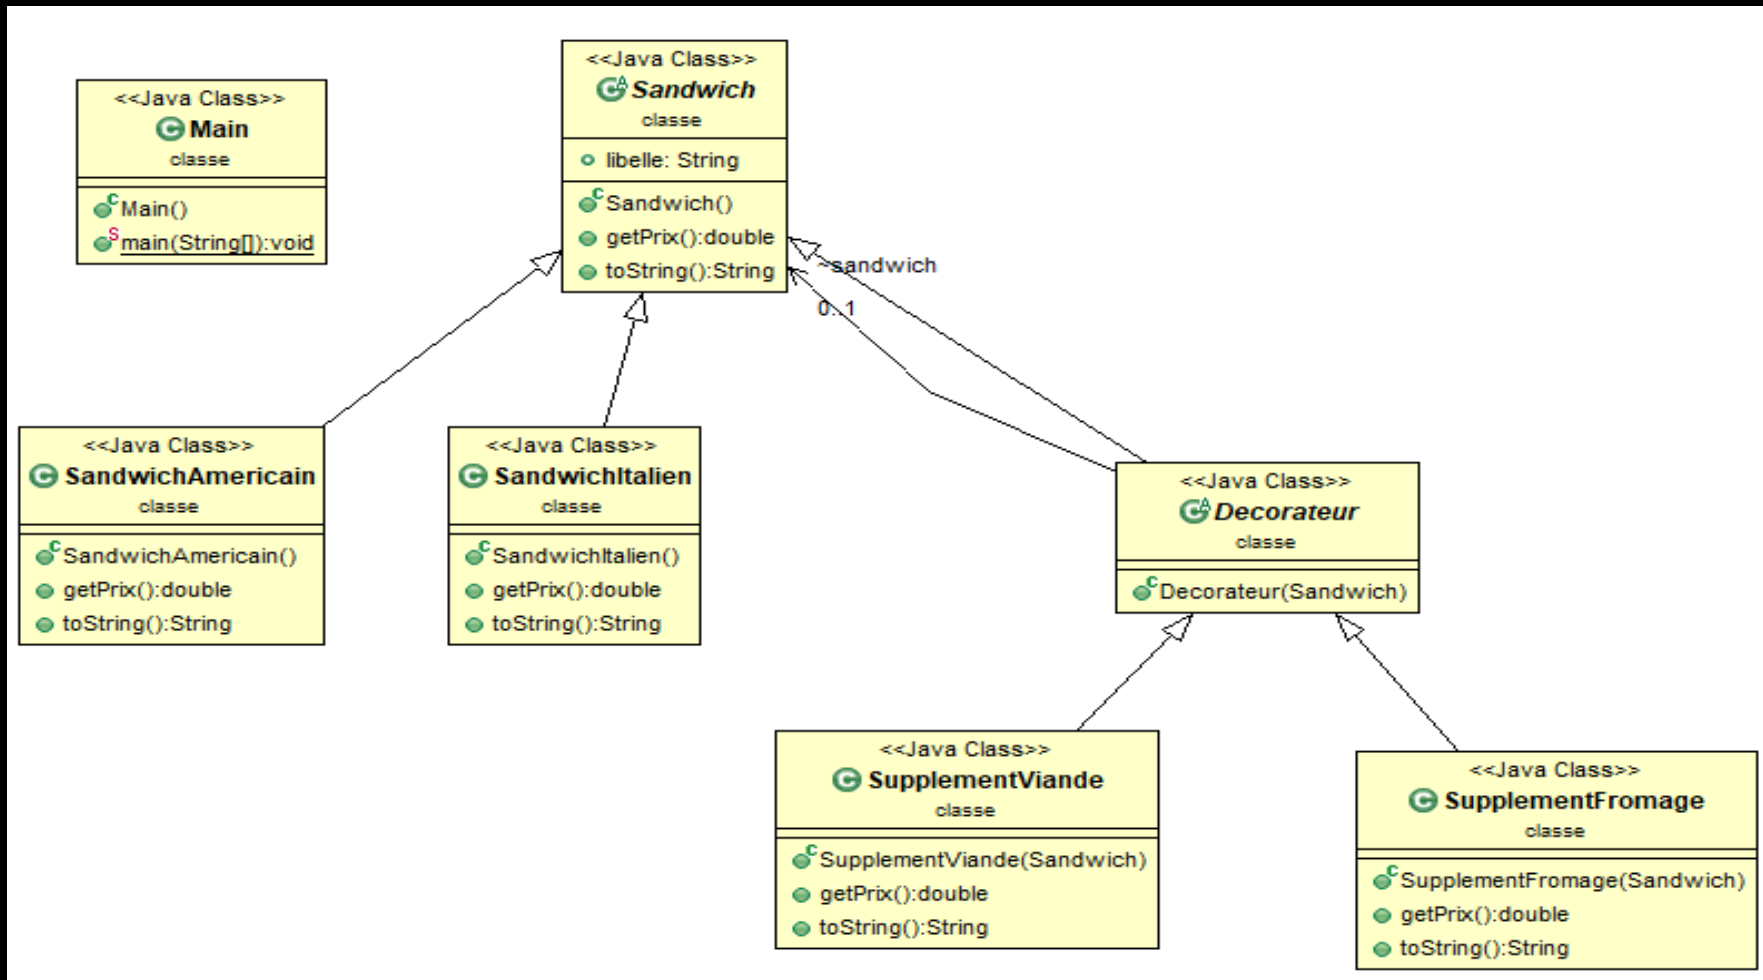 <<Java Class>>
Main
classe
Main()
main(String[]):void
<<Java Class>>
Sandwich
classe
libelle: String
Sandwich()
getPrix():double
toString():String
~sandwich
0..1
<<Java Class>>
SandwichAmericain
classe
SandwichAmericain()
getPrix():double
toString():String
<<Java Class>>
SandwichItalien
classe
SandwichItalien()
getPrix():double
toString():String
<<Java Class>>
Decorateur
classe
Decorateur(Sandwich)
<<Java Class>>
SupplementViande
classe
SupplementViande(Sandwich)
getPrix():double
toString():String
<<Java Class>>
SupplementFromage
classe
SupplementFromage(Sandwich)
getPrix():double
toString():String